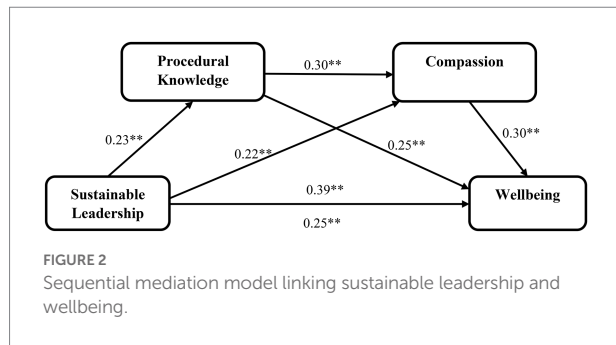 Procedural
Knowledge
0.30**
Compassion
0.23**
0.22**
0.25**
0.30**
Sustainable
Leadership
0.39**
0.25**
Wellbeing
FIGURE 2
Sequential mediation model linking sustainable leadership and
wellbeing.